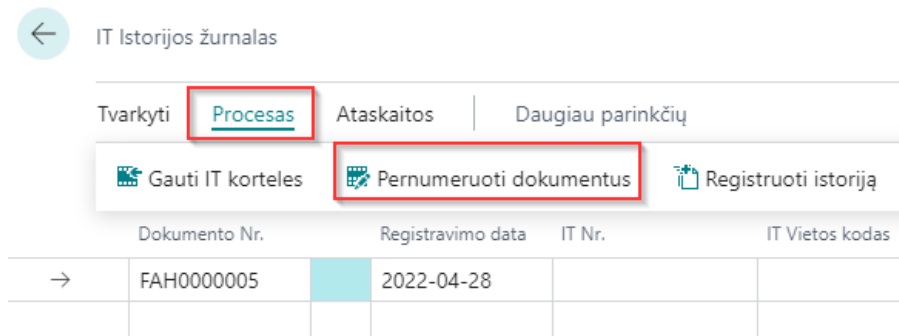 IT Istorijos žurnalas
Tvarkyti Procesas Ataskaitos Daugiau parinkčių
Gauti IT korteles Pernumeruoti dokumentus Registruoti istoriją
Dokumento Nr. Registravimo data IT Nr. IT Vietos kodas
FAH0000005 2022-04-28